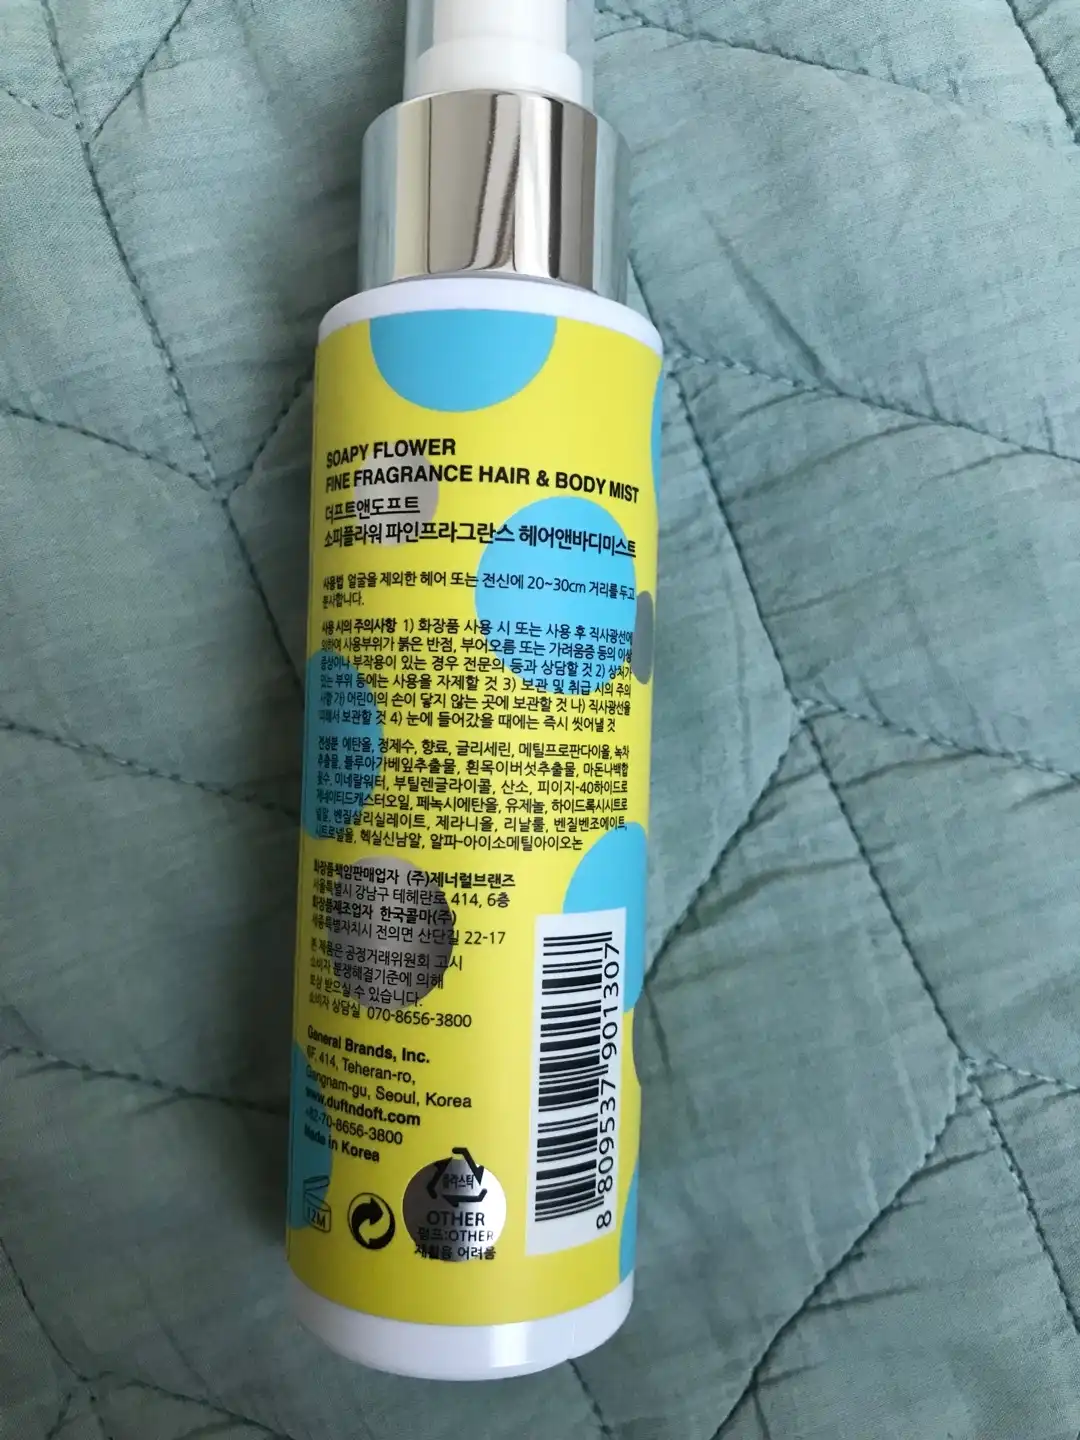 SOAPY FLOWER
FINE FRAGRANCE HAIR & BODY MIST
더프트앤도프트
소피플라워 파인프라그란스 헤어앤바디미스트
사용법 얼굴을 제외한 헤어 또는 전신에 20~30cm 거리를 두고
분사합니다.
사용 시의 주의사항 1) 화장품 사용 시 또는 사용 후 직사광선에
의하여 사용부위가 붉은 반점, 부어오름 또는 가려움증 등의 이상
증상이나 부작용이 있는 경우 전문의 등과 상담할 것 2) 상처가
있는 부위 등에는 사용을 자제할 것 3) 보관 및 취급 시의 주의
사항 가) 어린이의 손이 닿지 않는 곳에 보관할 것 나) 직사광선을
피해서 보관할 것 4) 눈에 들어갔을 때에는 즉시 씻어낼 것
전성분 에탄올, 정제수, 향료, 글리세린, 메틸프로판다이올, 녹차
추출물, 블루아가베잎추출물, 흰목이버섯추출물, 마돈나백합
꽃수, 미네랄워터, 부틸렌글라이콜, 산소, 피이지-40하이드로
제네이티드캐스터오일, 페녹시에탄올, 유제놀, 하이드록시시트로
넬알, 벤질살리실레이트, 제라니올, 리날룰, 벤질벤조에이트,
시트로넬올, 헥실신남알, 알파-아이소메틸아이오논
화장품책임판매업자 (주)제너럴브랜즈
서울특별시 강남구 테헤란로 414, 6층
화장품제조업자 한국콜마(주)
세종특별자치시 전의면 산단길 22-17
본 제품은 공정거래위원회 고시
소비자 분쟁해결기준에 의해
보상 받으실 수 있습니다.
소비자 상담실 070-8656-3800
General Brands, Inc.
6F, 414, Teheran-ro,
Gangnam-gu, Seoul, Korea
www.duftndoft.com
+82-70-8656-3800
Made in Korea
12M
플라스틱
OTHER
펌프:OTHER
재활용 어려움
8 809537 901307